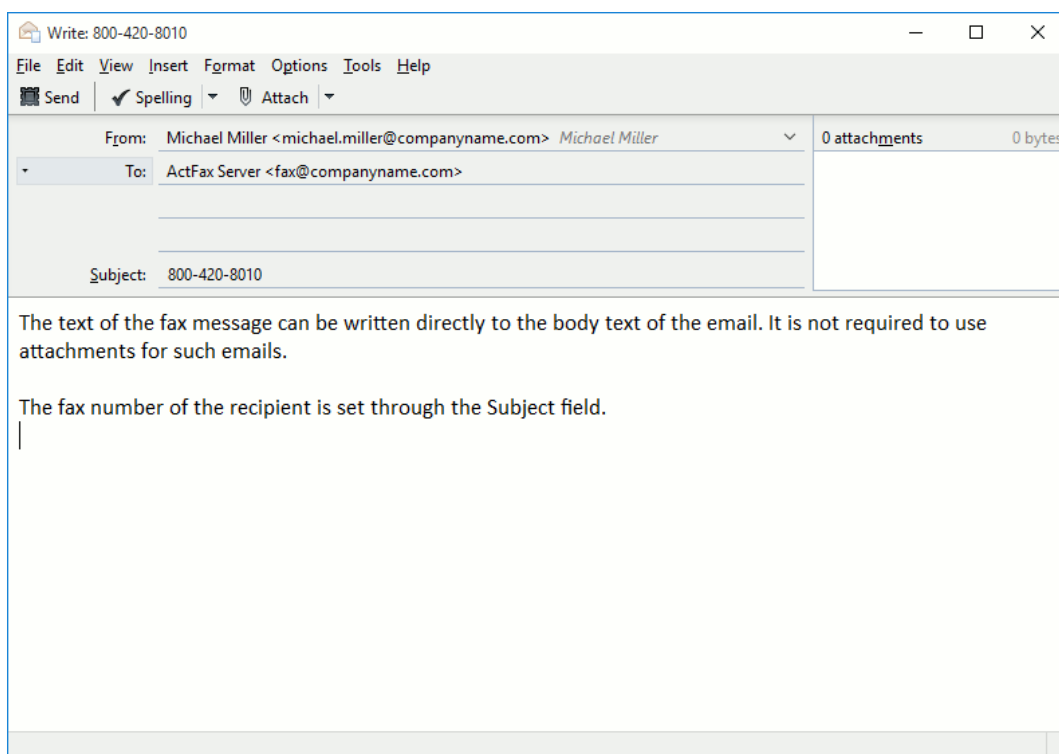 Write: 800-420-8010
File Edit View Insert Format Options Tools Help
Send Spelling Attach
From: Michael Miller <michael.miller@companyname.com> Michael Miller 0 attachments 0 bytes
To: ActFax Server <fax@companyname.com>
Subject: 800-420-8010
The text of the fax message can be written directly to the body text of the email. It is not required to use
attachments for such emails.
The fax number of the recipient is set through the Subject field.